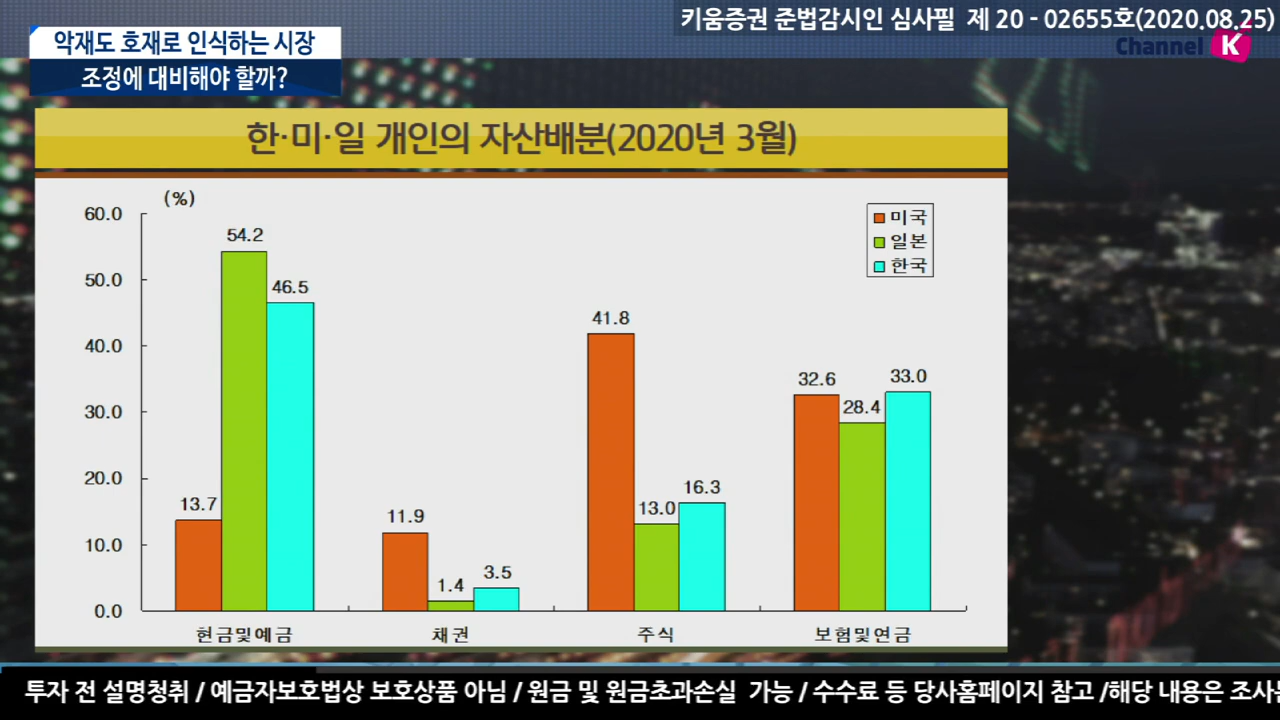 키움증권 준법감시인 심사필 제 20 - 02655호(2020.08.25)
Channel K
악재도 호재로 인식하는 시장
조정에 대비해야 할까?
한·미·일 개인의 자산배분(2020년 3월)
(%)
60.0
50.0
40.0
30.0
20.0
10.0
0.0
미국
일본
한국
13.7
54.2
46.5
11.9
1.4
3.5
41.8
13.0
16.3
32.6
28.4
33.0
현금및예금
채권
주식
보험및연금
투자 전 설명청취 / 예금자보호법상 보호상품 아님 / 원금 및 원금초과손실 가능 / 수수료 등 당사홈페이지 참고 /해당 내용은